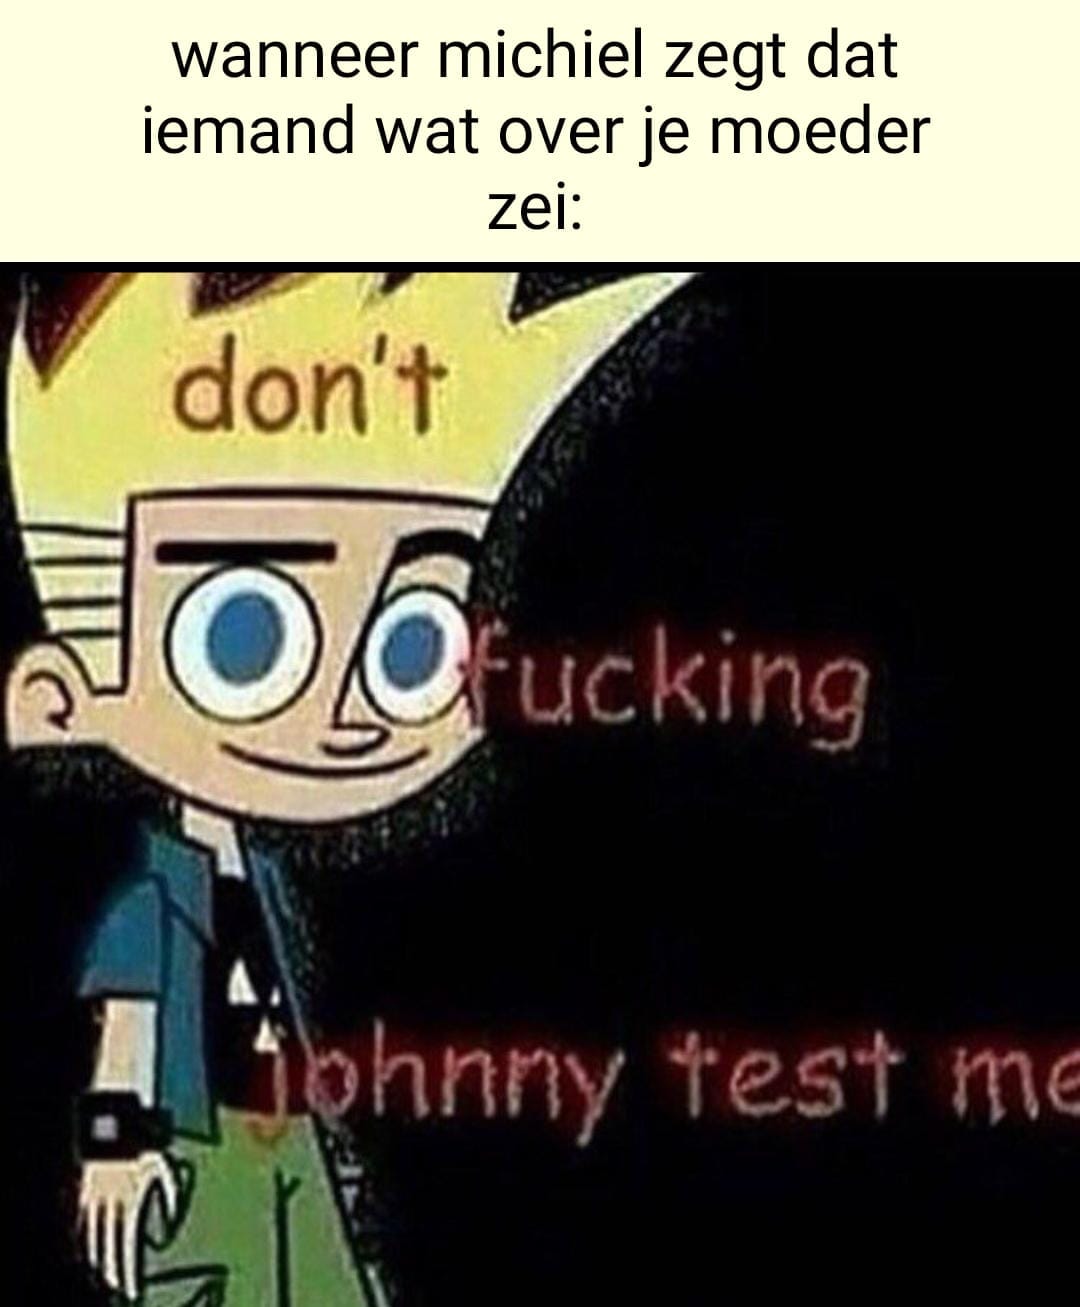 wanneer michiel zegt dat
iemand wat over je moeder
zei:
don't
fucking
johnny test me